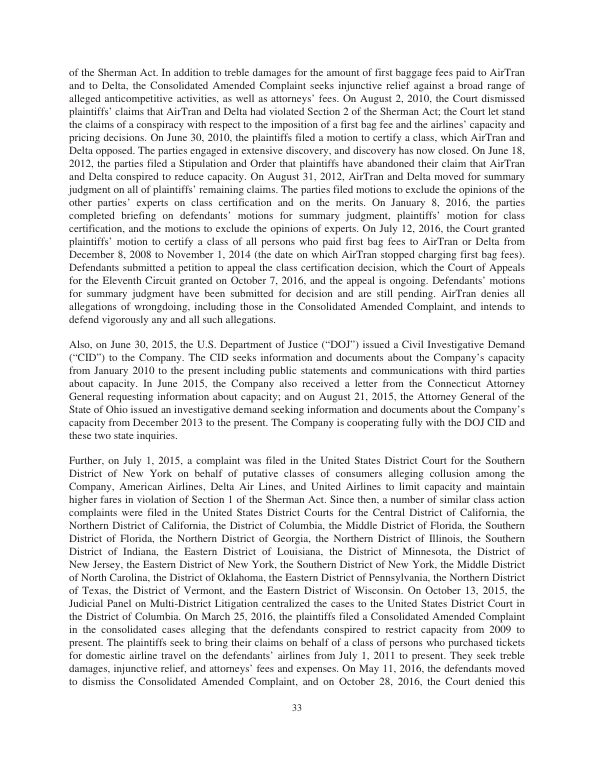 of the Sherman Act. In addition to treble damages for the amount of first baggage fees paid to AirTran
and to Delta, the Consolidated Amended Complaint seeks injunctive relief against a broad range of
alleged anticompetitive activities, as well as attorneys’ fees. On August 2, 2010, the Court dismissed
plaintiffs’ claims that AirTran and Delta had violated Section 2 of the Sherman Act; the Court let stand
the claims of a conspiracy with respect to the imposition of a first bag fee and the airlines’ capacity and
pricing decisions. On June 30, 2010, the plaintiffs filed a motion to certify a class, which AirTran and
Delta opposed. The parties engaged in extensive discovery, and discovery has now closed. On June 18,
2012, the parties filed a Stipulation and Order that plaintiffs have abandoned their claim that AirTran
and Delta conspired to reduce capacity. On August 31, 2012, AirTran and Delta moved for summary
judgment on all of plaintiffs’ remaining claims. The parties filed motions to exclude the opinions of the
other parties’ experts on class certification and on the merits. On January 8, 2016, the parties
completed briefing on defendants’ motions for summary judgment, plaintiffs’ motion for class
certification, and the motions to exclude the opinions of experts. On July 12, 2016, the Court granted
plaintiffs’ motion to certify a class of all persons who paid first bag fees to AirTran or Delta from
December 8, 2008 to November 1, 2014 (the date on which AirTran stopped charging first bag fees).
Defendants submitted a petition to appeal the class certification decision, which the Court of Appeals
for the Eleventh Circuit granted on October 7, 2016, and the appeal is ongoing. Defendants’ motions
for summary judgment have been submitted for decision and are still pending. AirTran denies all
allegations of wrongdoing, including those in the Consolidated Amended Complaint, and intends to
defend vigorously any and all such allegations.
Also, on June 30, 2015, the U.S. Department of Justice (“DOJ”) issued a Civil Investigative Demand
(“CID”) to the Company. The CID seeks information and documents about the Company’s capacity
from January 2010 to the present including public statements and communications with third parties
about capacity. In June 2015, the Company also received a letter from the Connecticut Attorney
General requesting information about capacity; and on August 21, 2015, the Attorney General of the
State of Ohio issued an investigative demand seeking information and documents about the Company’s
capacity from December 2013 to the present. The Company is cooperating fully with the DOJ CID and
these two state inquiries.
Further, on July 1, 2015, a complaint was filed in the United States District Court for the Southern
District of New York on behalf of putative classes of consumers alleging collusion among the
Company, American Airlines, Delta Air Lines, and United Airlines to limit capacity and maintain
higher fares in violation of Section 1 of the Sherman Act. Since then, a number of similar class action
complaints were filed in the United States District Courts for the Central District of California, the
Northern District of California, the District of Columbia, the Middle District of Florida, the Southern
District of Florida, the Northern District of Georgia, the Northern District of Illinois, the Southern
District of Indiana, the Eastern District of Louisiana, the District of Minnesota, the District of
New Jersey, the Eastern District of New York, the Southern District of New York, the Middle District
of North Carolina, the District of Oklahoma, the Eastern District of Pennsylvania, the Northern District
of Texas, the District of Vermont, and the Eastern District of Wisconsin. On October 13, 2015, the
Judicial Panel on Multi-District Litigation centralized the cases to the United States District Court in
the District of Columbia. On March 25, 2016, the plaintiffs filed a Consolidated Amended Complaint
in the consolidated cases alleging that the defendants conspired to restrict capacity from 2009 to
present. The plaintiffs seek to bring their claims on behalf of a class of persons who purchased tickets
for domestic airline travel on the defendants’ airlines from July 1, 2011 to present. They seek treble
damages, injunctive relief, and attorneys’ fees and expenses. On May 11, 2016, the defendants moved
to dismiss the Consolidated Amended Complaint, and on October 28, 2016, the Court denied this
33